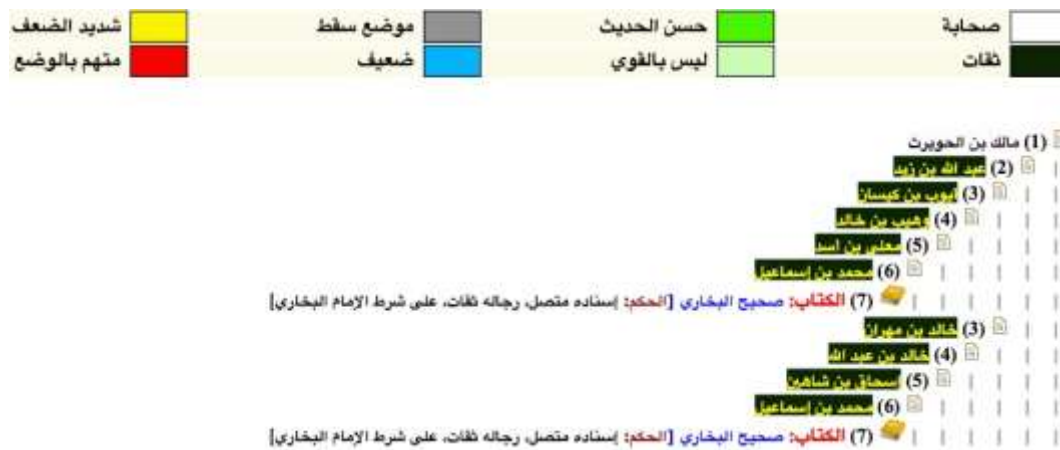 صحابة حسن الحديث موضع سقط شديد الضعف
ثقات ليس بالقوي ضعيف متهم بالوضع
(1) مالك بن الحويرث
(2) عبد الله بن زيد
(3) أيوب بن كيسان
(4) وهيب بن خالد
(5) معلى بن أسد
(6) محمد بن إسماعيل
(7) الكتاب: صحيح البخاري [الحكم: إسناده متصل، رجاله ثقات، على شرط الإمام البخاري]
(3) خالد بن مهران
(4) خالد بن عبد الله
(5) إسحاق بن شاهين
(6) محمد بن إسماعيل
(7) الكتاب: صحيح البخاري [الحكم: إسناده متصل، رجاله ثقات، على شرط الإمام البخاري]